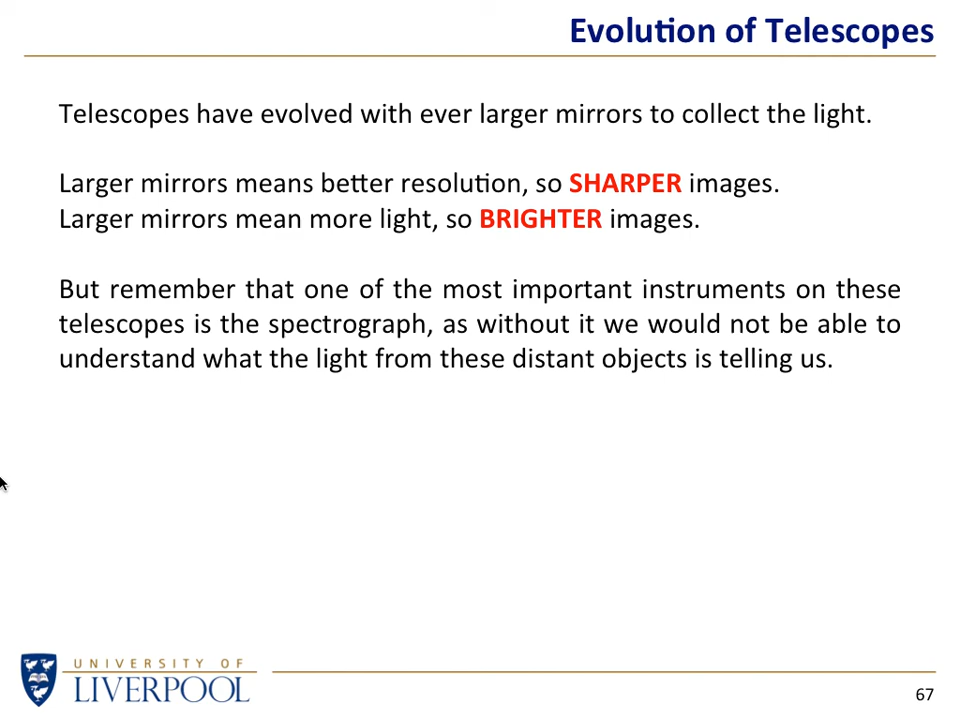 Evolution of Telescopes
Telescopes have evolved with ever larger mirrors to collect the light.
Larger mirrors means better resolution, so SHARPER images.
Larger mirrors mean more light, so BRIGHTER images.
But remember that one of the most important instruments on these
telescopes is the spectrograph, as without it we would not be able to
understand what the light from these distant objects is telling us.
UNIVERSITY OF
LIVERPOOL
67